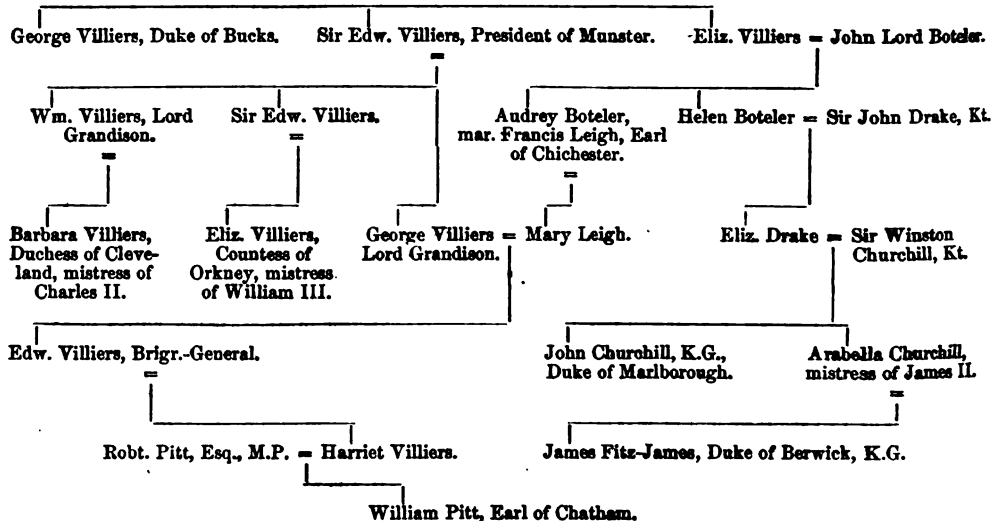 George Villiers, Duke of Bucks. Sir Edw. Villiers, President of Munster. Eliz. Villiers = John Lord Boteler.
=
Wm. Villiers, Lord
Grandison.
=
Sir Edw. Villiers.
=
Audrey Boteler,
mar. Francis Leigh, Earl
of Chichester.
=
Helen Boteler = Sir John Drake, Kt.
Barbara Villiers,
Duchess of Cleve-
land, mistress of
Charles II.
Eliz. Villiers,
Countess of
Orkney, mistress
of William III.
George Villiers = Mary Leigh.
Lord Grandison.
Eliz. Drake = Sir Winston
Churchill, Kt.
Edw. Villiers, Brigr.-General.
=
John Churchill, K.G.,
Duke of Marlborough.
Arabella Churchill,
mistress of James II.
=
Robt. Pitt, Esq., M.P. = Harriet Villiers.
James Fitz-James, Duke of Berwick, K.G.
William Pitt, Earl of Chatham.